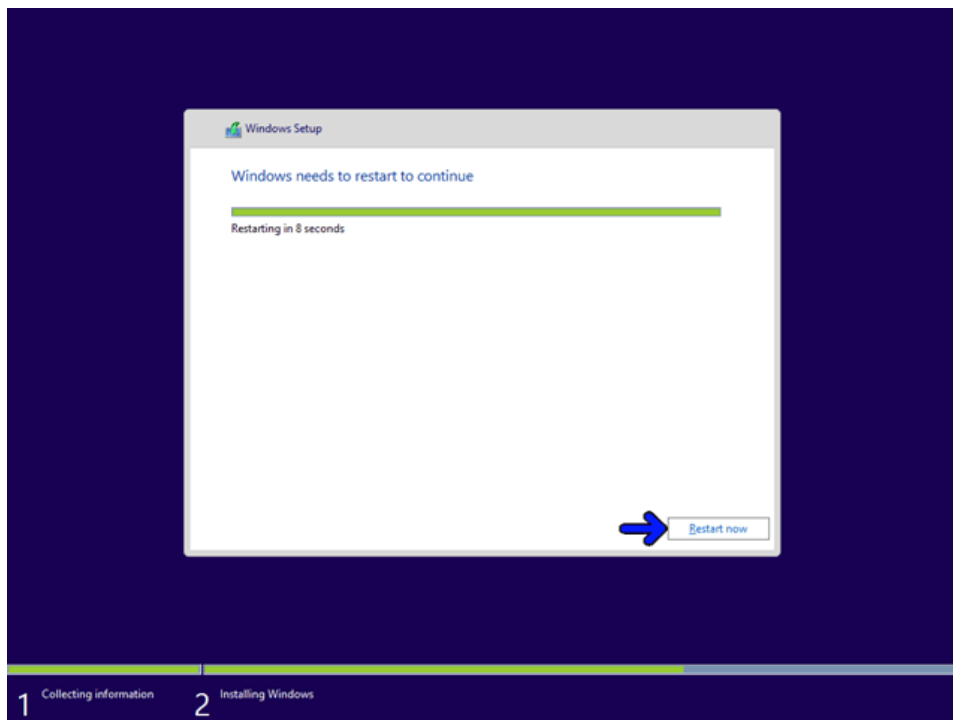 Windows Setup
Windows needs to restart to continue
Restarting in 8 seconds
Restart now
1 Collecting information
2 Installing Windows